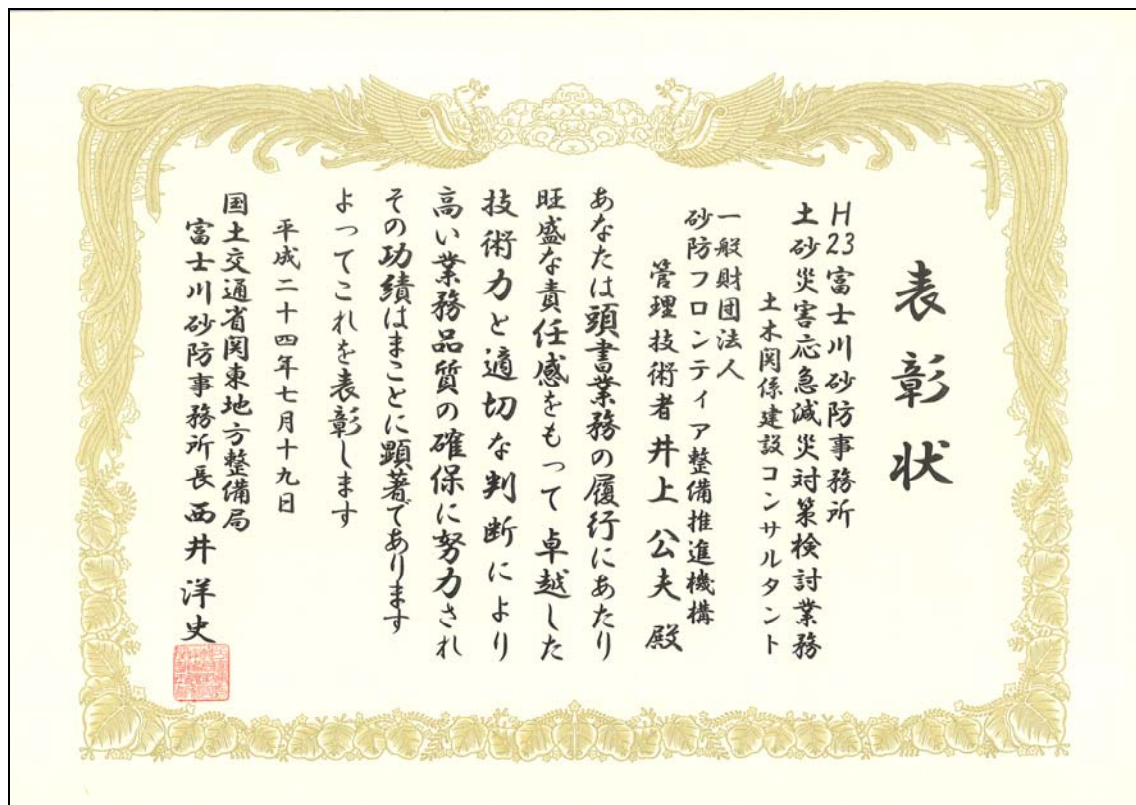 表彰状
H23富士川砂防事務所
土砂災害応急減災対策検討業務
土木関係建設コンサルタント
一般財団法人
砂防フロンティア整備推進機構
管理技術者 井上公夫 殿
あなたは頭書業務の履行にあたり
旺盛な責任感をもって卓越した
技術力と適切な判断により
高い業務品質の確保に努力され
その功績はまことに顕著であります
よってこれを表彰します
平成二十四年七月十九日
国土交通省関東地方整備局
富士川砂防事務所長 西井洋史